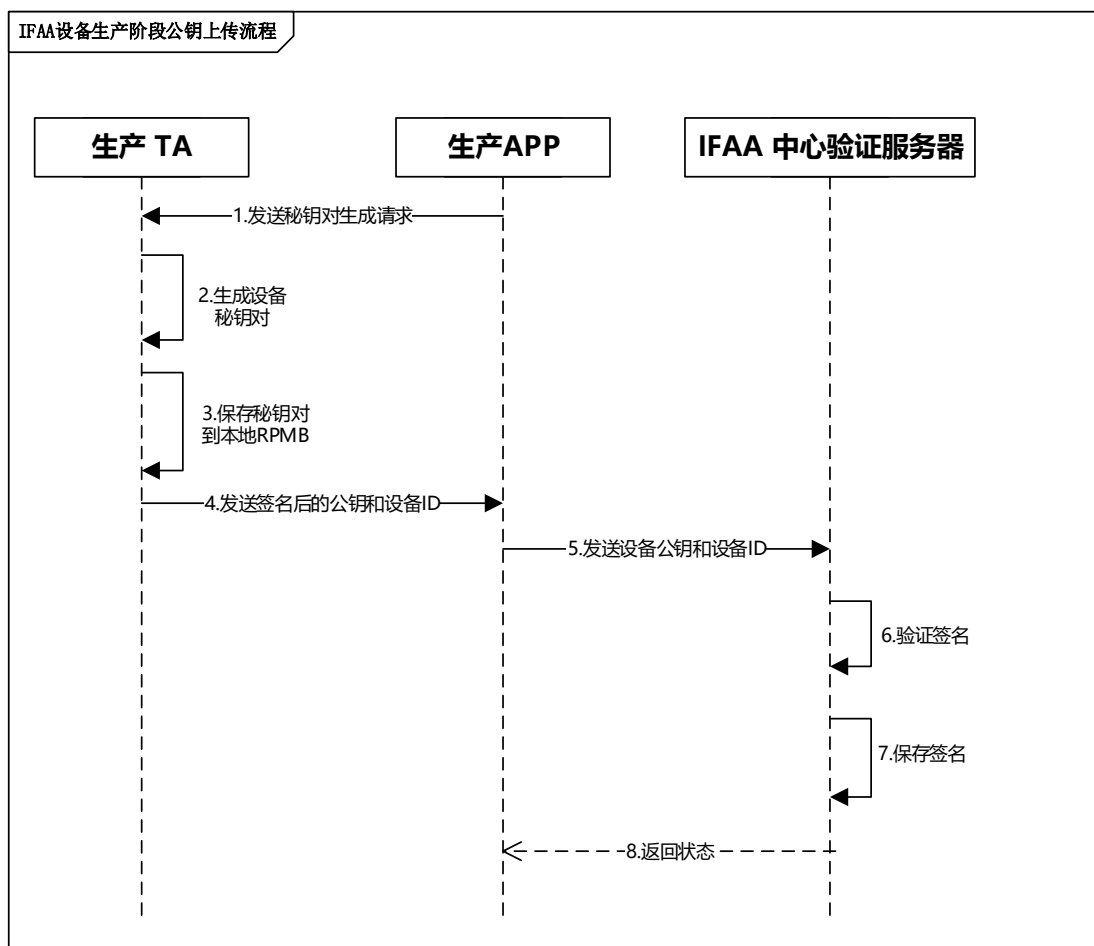 IFAA设备生产阶段公钥上传流程
生产 TA
生产APP
IFAA 中心验证服务器
1.发送秘钥对生成请求
2.生成设备
秘钥对
3.保存秘钥对
到本地RPMB
4.发送签名后的公钥和设备ID
5.发送设备公钥和设备ID
6.验证签名
7.保存签名
8.返回状态